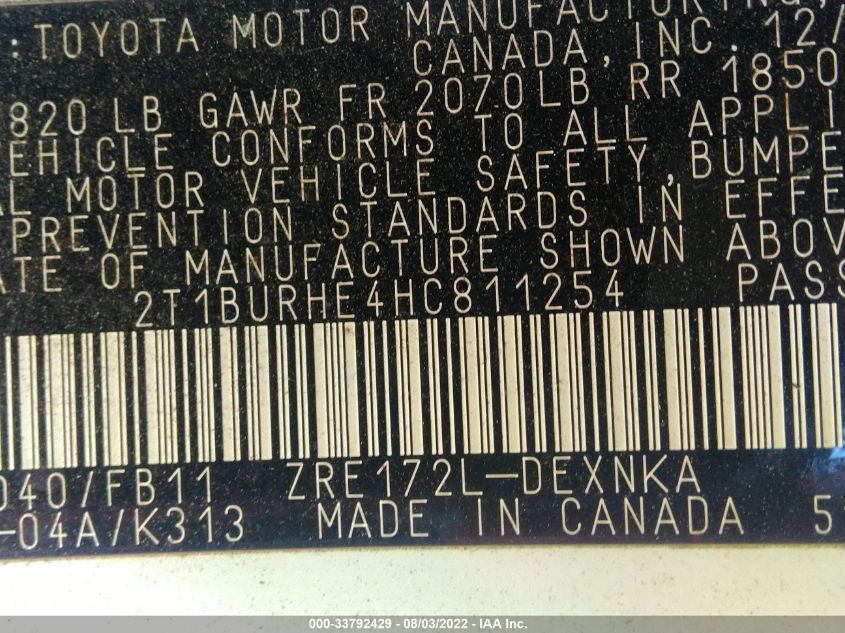 :TOYOTA MOTOR MANUFACTURING,
CANADA, INC. 12/
820 LB GAWR FR 2070LB RR 1850
EHICLE CONFORMS TO ALL APPLI
AL MOTOR VEHICLE SAFETY, BUMPE
PREVENTION STANDARDS IN EFFE
ATE OF MANUFACTURE SHOWN ABOV
2T1BURHE4HC811254 PASS
040/FB11 ZRE172L-DEXNKA
-04A/K313 MADE IN CANADA 5
000-33792429 - 08/03/2022 - IAA Inc.